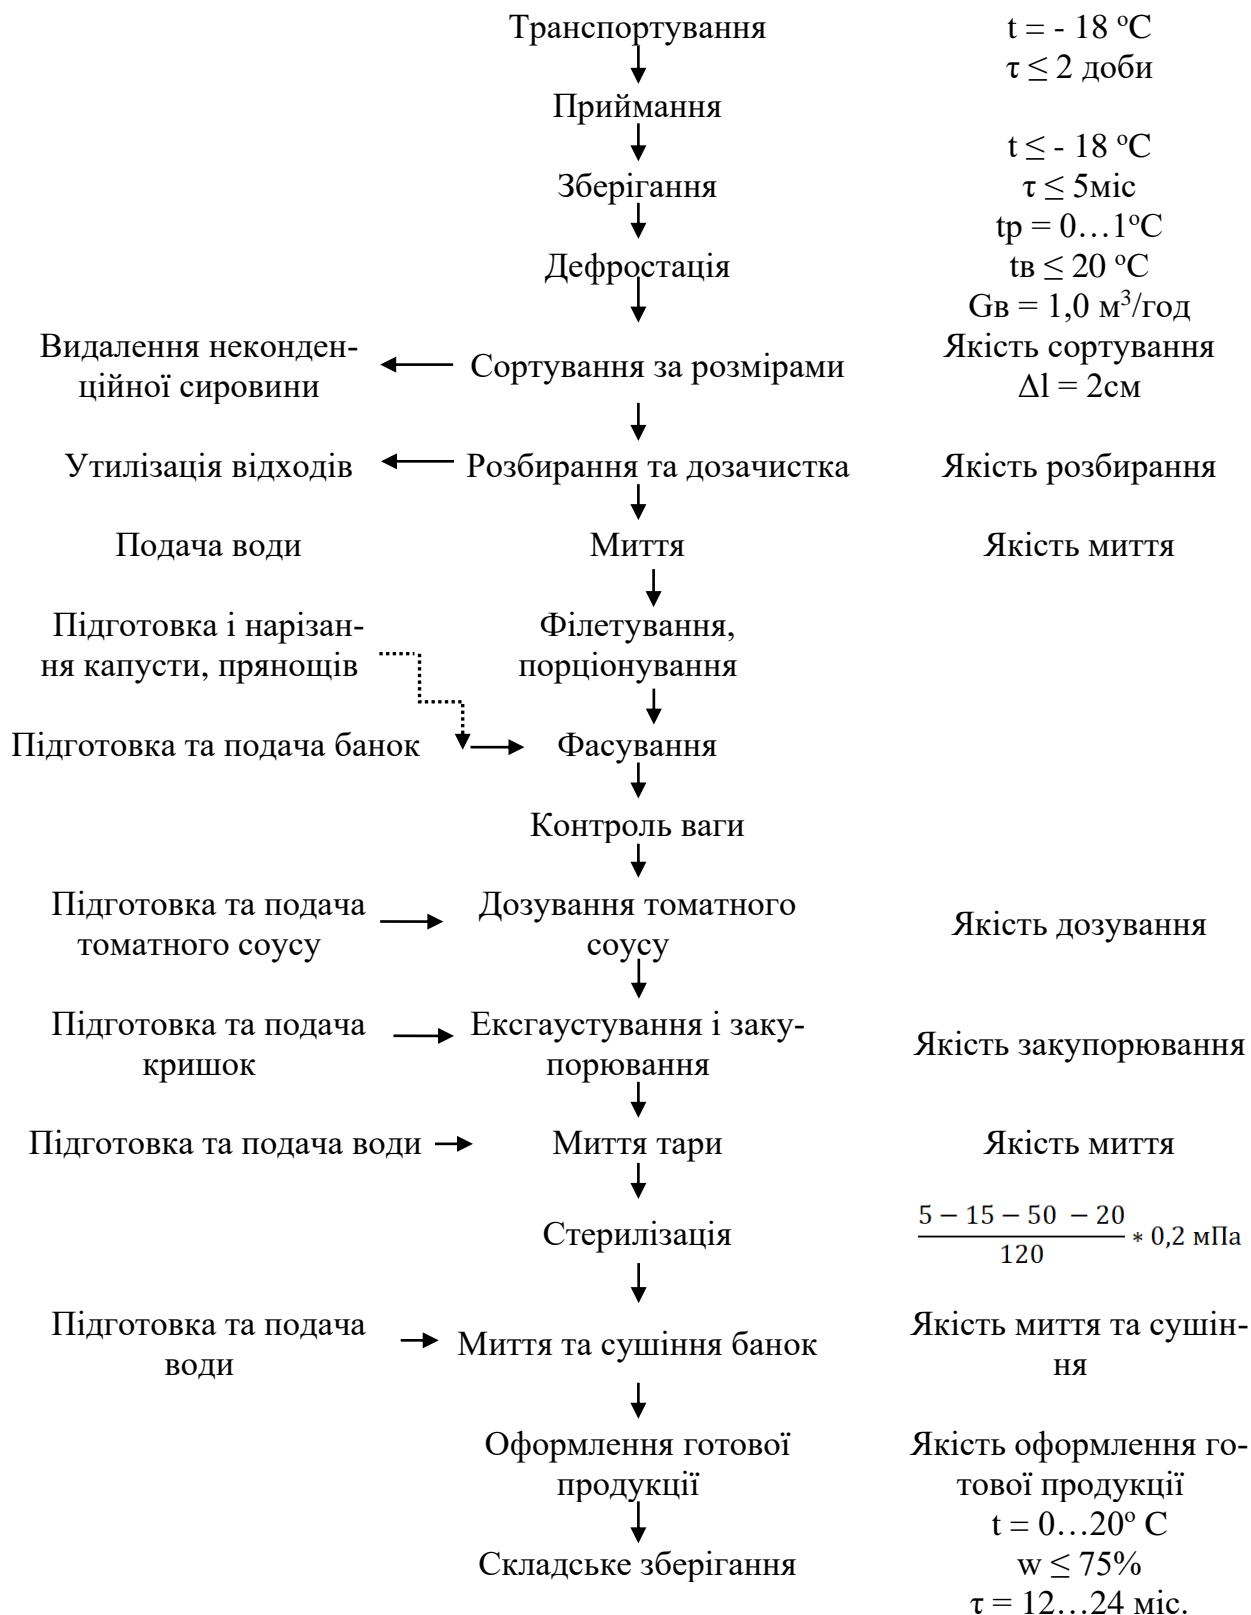 Транспортування
t = - 18 ºС
τ ≤ 2 доби
Приймання
Зберігання
t ≤ - 18 ºС
τ ≤ 5міс
Дефростація
tр = 0…1ºС
tв ≤ 20 ºС
Gв = 1,0 м³/год
Видалення неконден-
ційної сировини
Сортування за розмірами
Якість сортування
Δl = 2см
Утилізація відходів
Розбирання та дозачистка
Якість розбирання
Подача води
Миття
Якість миття
Підготовка і нарізан-
ня капусти, прянощів
Філетування,
порціонування
Підготовка та подача банок
Фасування
Контроль ваги
Підготовка та подача
томатного соусу
Дозування томатного
соусу
Якість дозування
Підготовка та подача
кришок
Ексгаустування і заку-
порювання
Якість закупорювання
Підготовка та подача води
Миття тари
Якість миття
Стерилізація
5 − 15 − 50 − 20
120
∗ 0,2 мПа
Підготовка та подача
води
Миття та сушіння банок
Якість миття та сушін-
ня
Оформлення готової
продукції
Якість оформлення го-
тової продукції
Складське зберігання
t = 0…20º С
w ≤ 75%
τ = 12…24 міс.